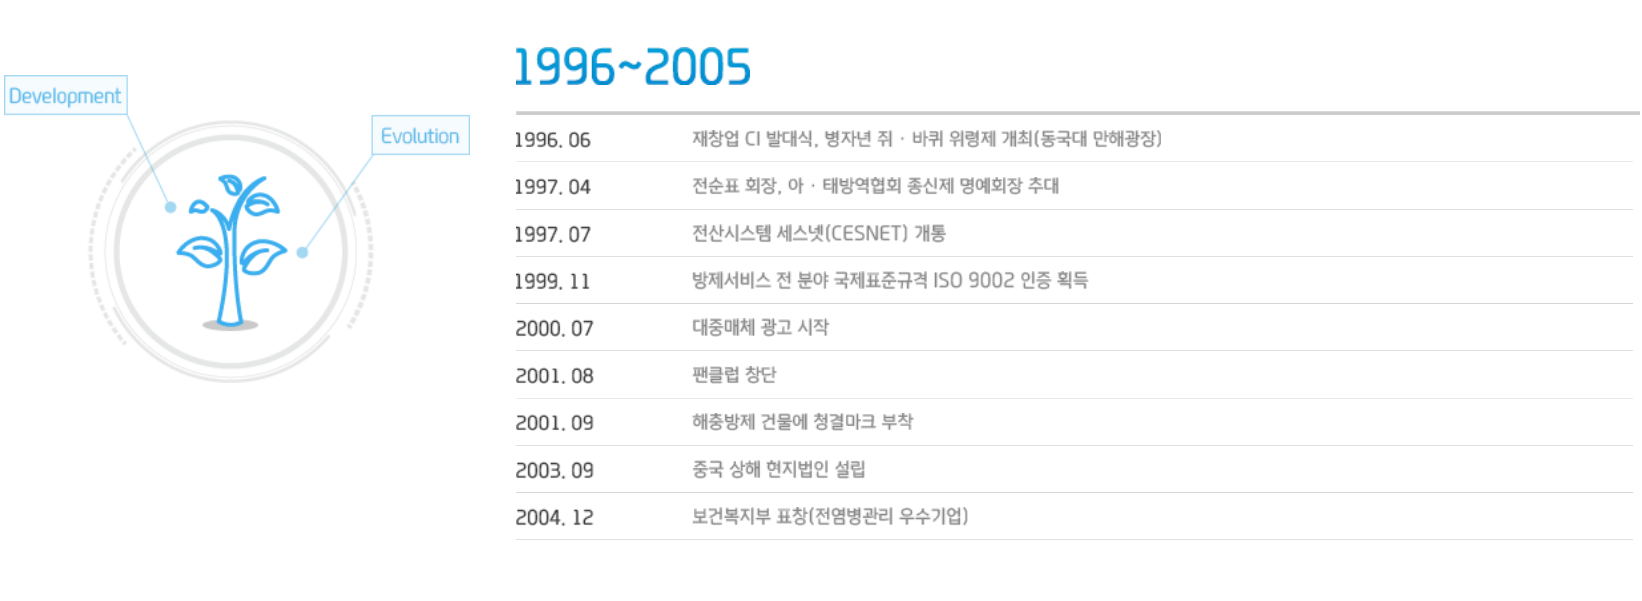 Development
Evolution
1996~2005
1996. 06 재창업 CI 발대식, 병자년 쥐 · 바퀴 위령제 개최(동국대 만해광장)
1997. 04 전순표 회장, 아 · 태방역협회 종신제 명예회장 추대
1997. 07 전산시스템 세스넷(CESNET) 개통
1999. 11 방제서비스 전 분야 국제표준규격 ISO 9002 인증 획득
2000. 07 대중매체 광고 시작
2001. 08 팬클럽 창단
2001. 09 해충방제 건물에 청결마크 부착
2003. 09 중국 상해 현지법인 설립
2004. 12 보건복지부 표창(전염병관리 우수기업)